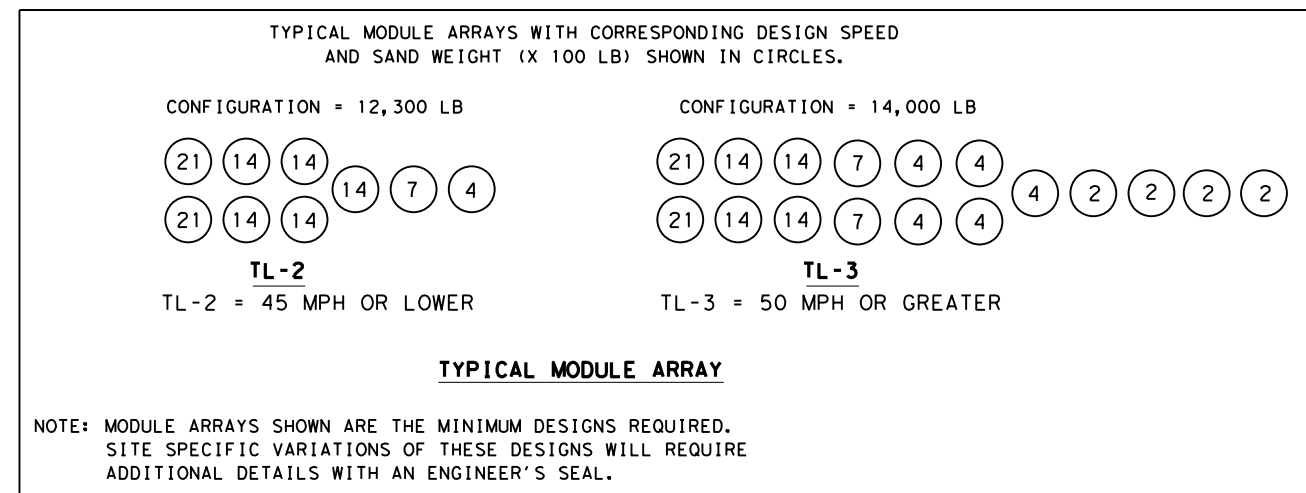 TYPICAL MODULE ARRAYS WITH CORRESPONDING DESIGN SPEED
AND SAND WEIGHT (X 100 LB) SHOWN IN CIRCLES.
CONFIGURATION = 12,300 LB
21 14 14
14 7 4
21 14 14
TL-2
TL-2 = 45 MPH OR LOWER
CONFIGURATION = 14,000 LB
21 14 14 7 4 4
4 2 2 2 2
21 14 14 7 4 4
TL-3
TL-3 = 50 MPH OR GREATER
TYPICAL MODULE ARRAY
NOTE: MODULE ARRAYS SHOWN ARE THE MINIMUM DESIGNS REQUIRED.
SITE SPECIFIC VARIATIONS OF THESE DESIGNS WILL REQUIRE
ADDITIONAL DETAILS WITH AN ENGINEER'S SEAL.